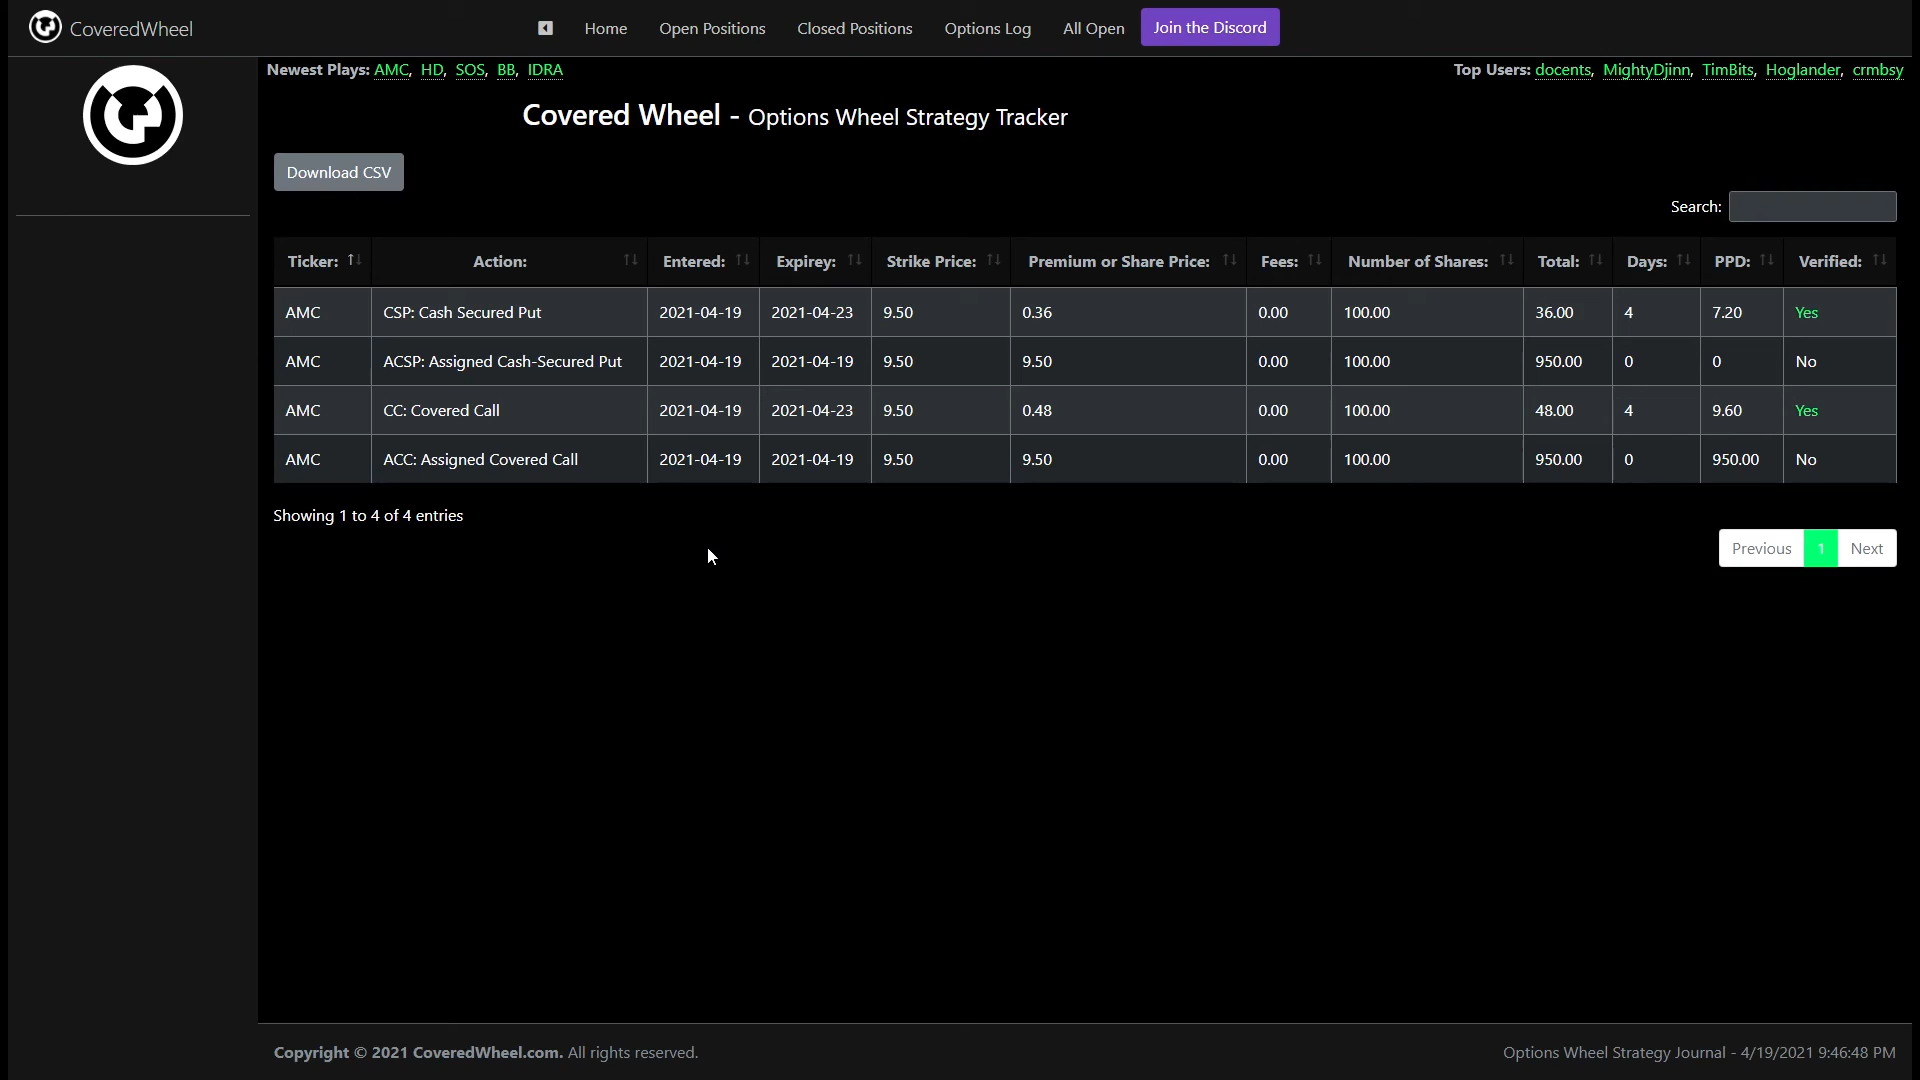 CoveredWheel Home Open Positions Closed Positions Options Log All Open Join the Discord
Newest Plays: AMC, HD, SOS, BB, IDRA Top Users: docents, MightyDjinn, TimBits, Hoglander, crmbsy
Covered Wheel - Options Wheel Strategy Tracker
Download CSV
Search:
Ticker: Action: Entered: Expirey: Strike Price: Premium or Share Price: Fees: Number of Shares: Total: Days: PPD: Verified:
AMC CSP: Cash Secured Put 2021-04-19 2021-04-23 9.50 0.36 0.00 100.00 36.00 4 7.20 Yes
AMC ACSP: Assigned Cash-Secured Put 2021-04-19 2021-04-19 9.50 9.50 0.00 100.00 950.00 0 0 No
AMC CC: Covered Call 2021-04-19 2021-04-23 9.50 0.48 0.00 100.00 48.00 4 9.60 Yes
AMC ACC: Assigned Covered Call 2021-04-19 2021-04-19 9.50 9.50 0.00 100.00 950.00 0 950.00 No
Showing 1 to 4 of 4 entries
Previous 1 Next
Copyright © 2021 CoveredWheel.com. All rights reserved. Options Wheel Strategy Journal - 4/19/2021 9:46:48 PM